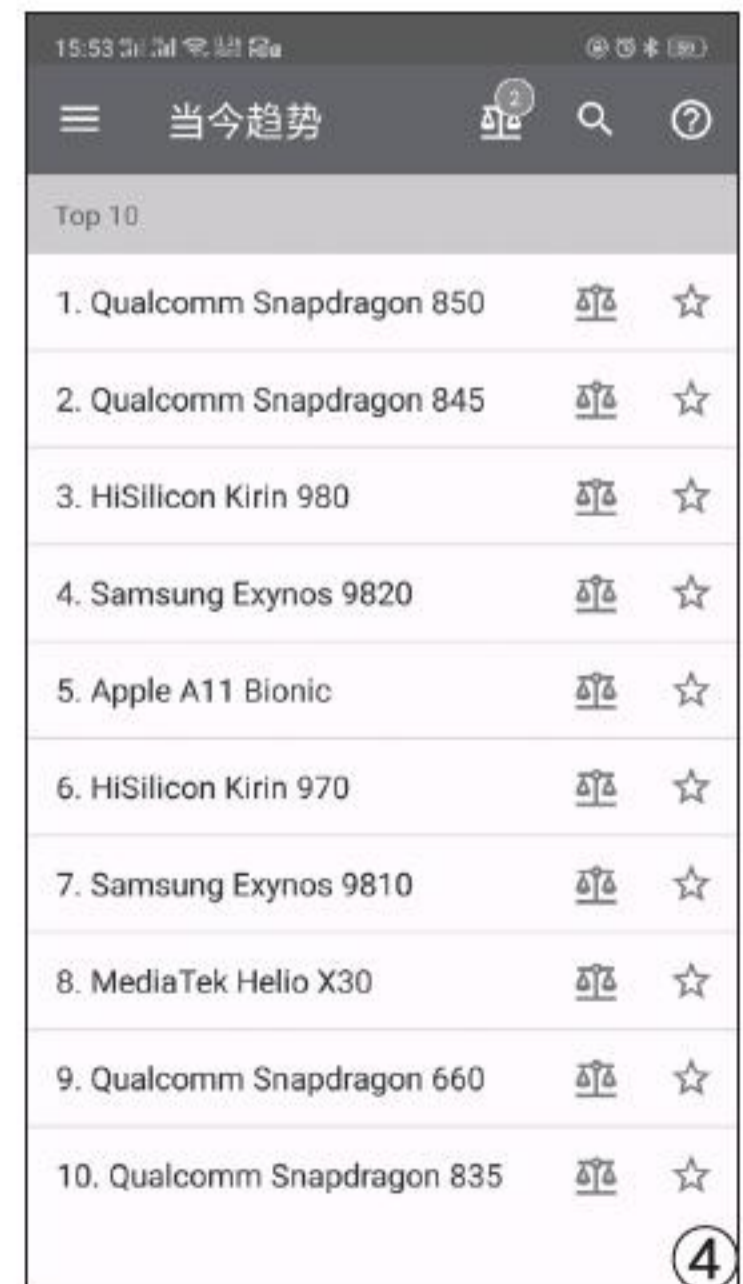 15:53
当今趋势 2
Top 10
1. Qualcomm Snapdragon 850
2. Qualcomm Snapdragon 845
3. HiSilicon Kirin 980
4. Samsung Exynos 9820
5. Apple A11 Bionic
6. HiSilicon Kirin 970
7. Samsung Exynos 9810
8. MediaTek Helio X30
9. Qualcomm Snapdragon 660
10. Qualcomm Snapdragon 835
④